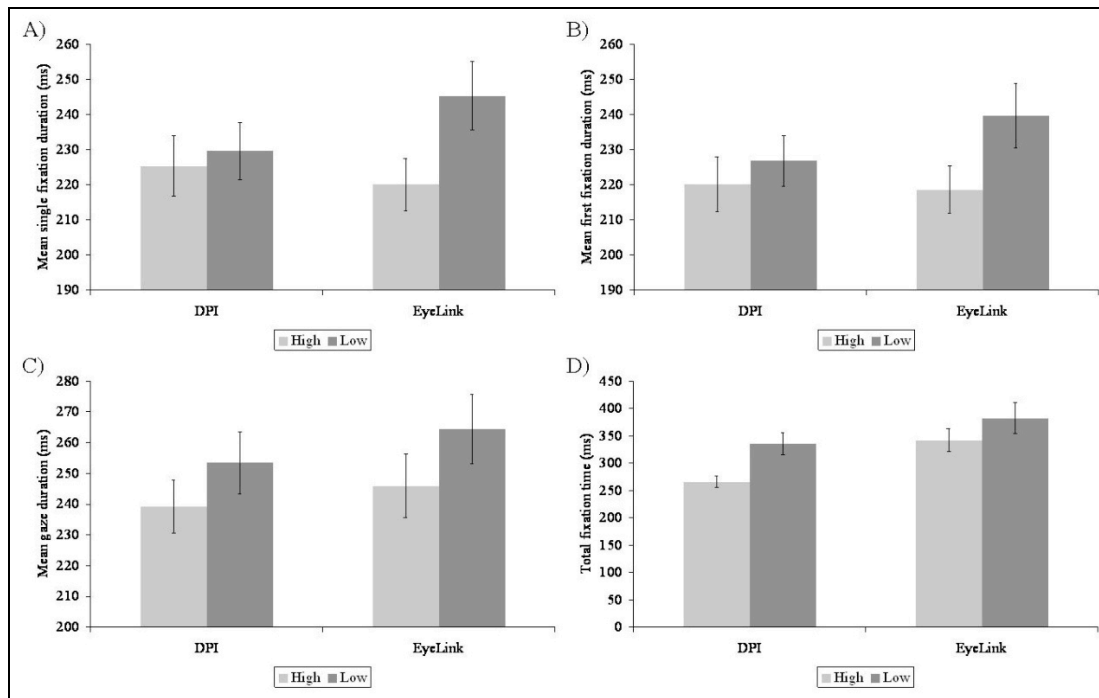 A)
Mean single fixation duration (ms)
260
250
240
230
220
210
200
190
DPI
EyeLink
High Low
B)
Mean first fixation duration (ms)
260
250
240
230
220
210
200
190
DPI
EyeLink
High Low
C)
Mean gaze duration (ms)
280
270
260
250
240
230
220
210
200
DPI
EyeLink
High Low
D)
Total fixation time (ms)
450
400
350
300
250
200
150
100
50
0
DPI
EyeLink
High Low